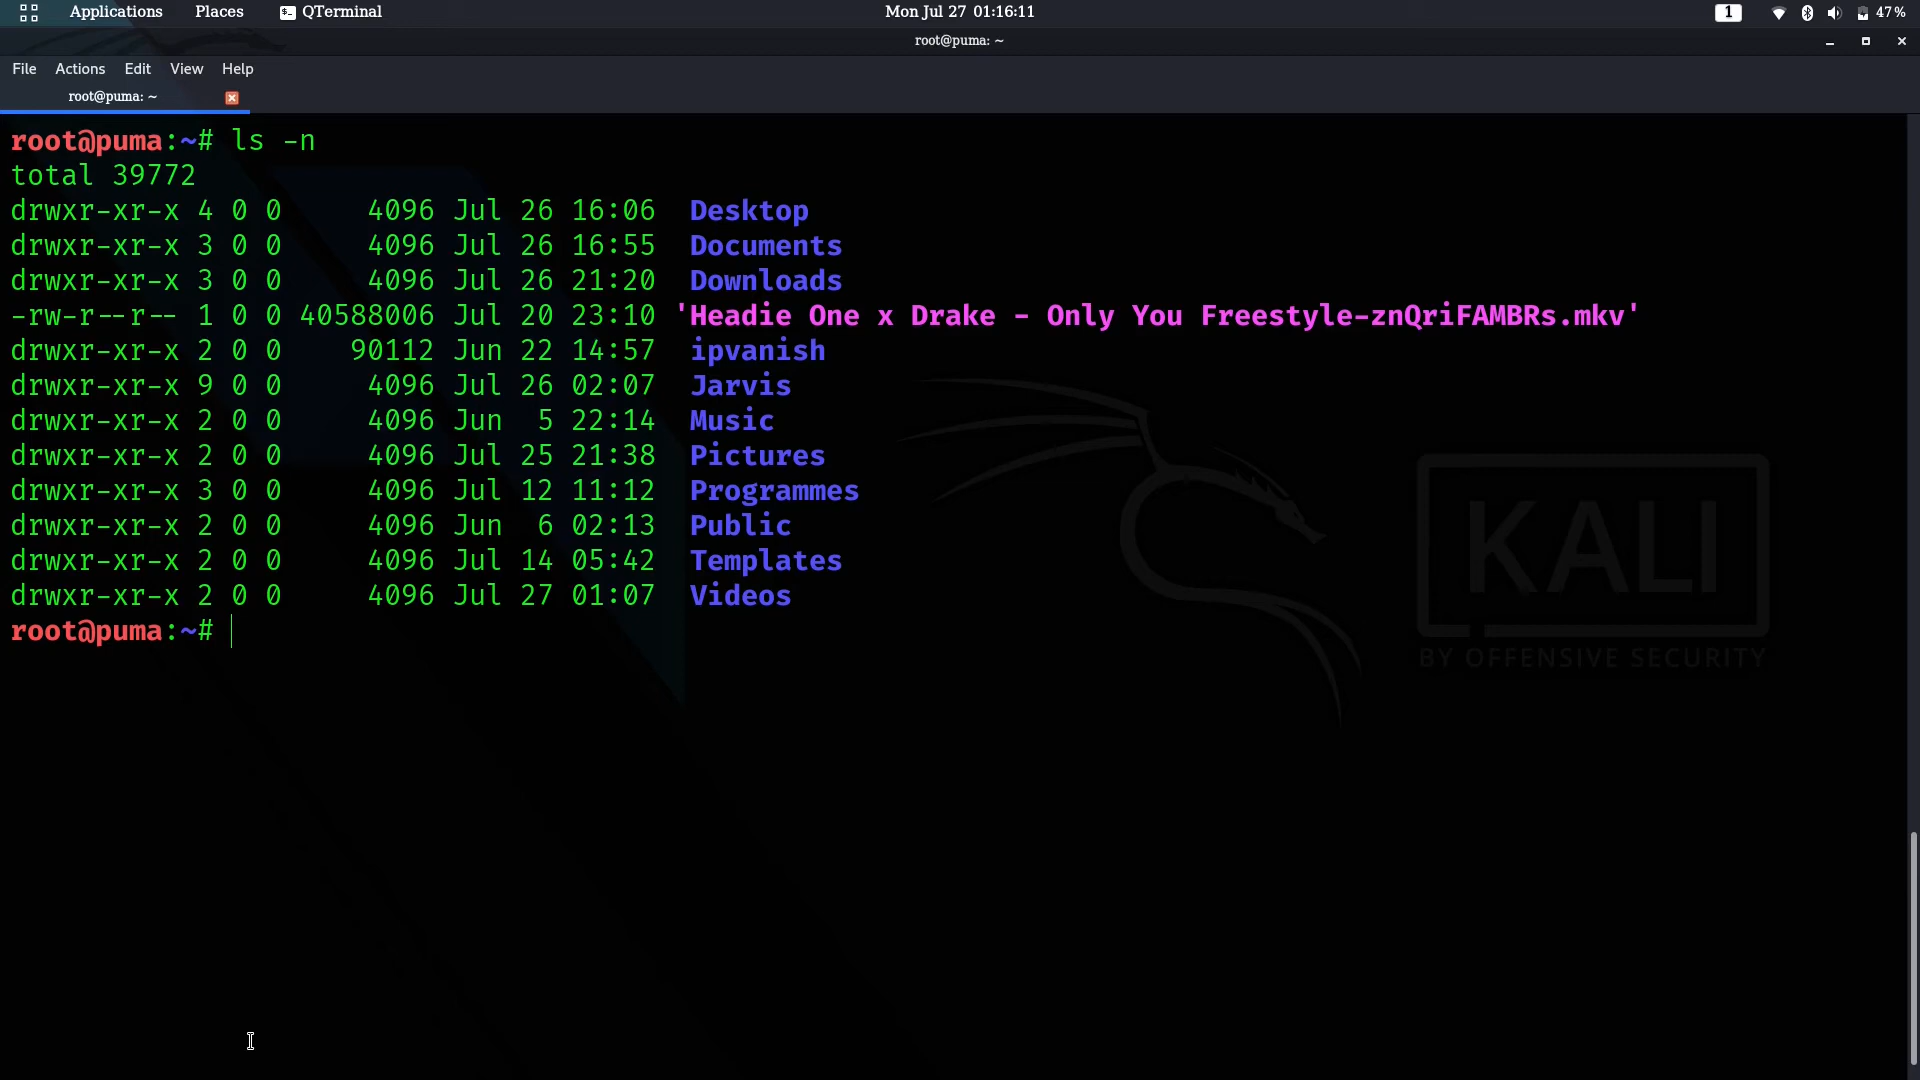 Applications Places QTerminal Mon Jul 27 01:16:11 1 47%
root@puma: ~
File Actions Edit View Help
root@puma: ~
root@puma:~# ls -n
total 39772
drwxr-xr-x 4 0 0     4096 Jul 26 16:06  Desktop
drwxr-xr-x 3 0 0     4096 Jul 26 16:55  Documents
drwxr-xr-x 3 0 0     4096 Jul 26 21:20  Downloads
-rw-r--r-- 1 0 0 40588006 Jul 20 23:10 'Headie One x Drake - Only You Freestyle-znQriFAMBRs.mkv'
drwxr-xr-x 2 0 0    90112 Jun 22 14:57  ipvanish
drwxr-xr-x 9 0 0     4096 Jul 26 02:07  Jarvis
drwxr-xr-x 2 0 0     4096 Jun  5 22:14  Music
drwxr-xr-x 2 0 0     4096 Jul 25 21:38  Pictures
drwxr-xr-x 3 0 0     4096 Jul 12 11:12  Programmes
drwxr-xr-x 2 0 0     4096 Jun  6 02:13  Public
drwxr-xr-x 2 0 0     4096 Jul 14 05:42  Templates
drwxr-xr-x 2 0 0     4096 Jul 27 01:07  Videos
root@puma:~#
KALI
BY OFFENSIVE SECURITY